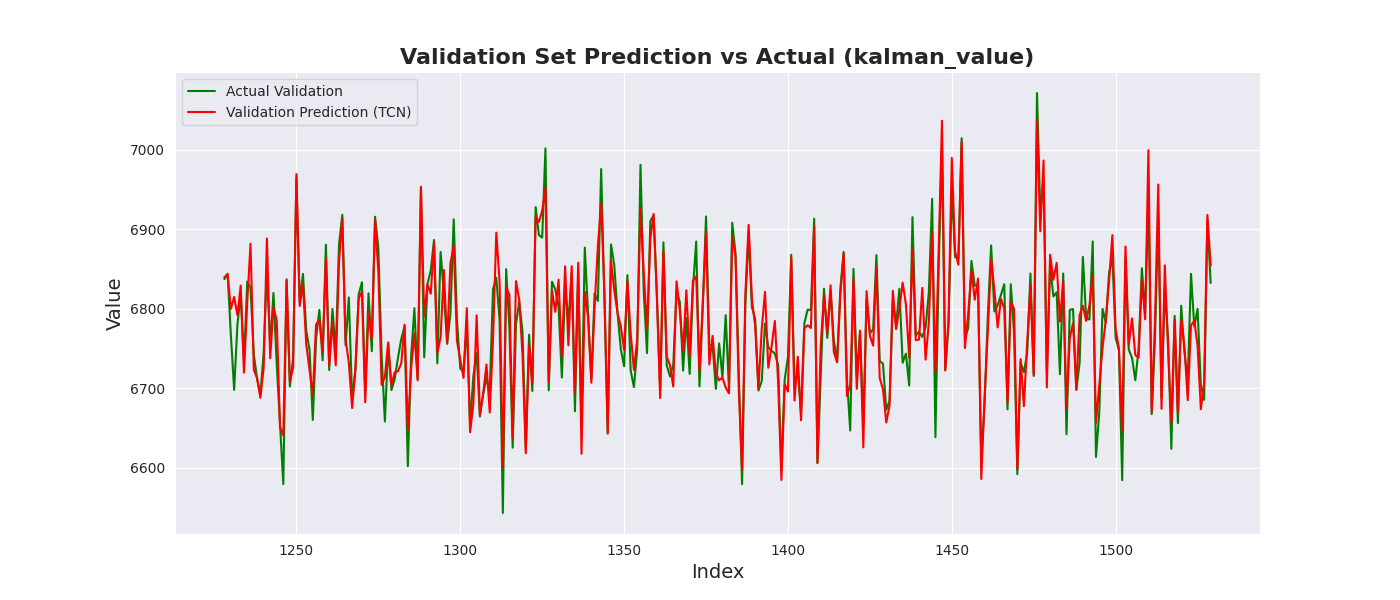 Validation Set Prediction vs Actual (kalman_value)
Actual Validation
Validation Prediction (TCN)
Value
7000
6900
6800
6700
6600
1250 1300 1350 1400 1450 1500
Index